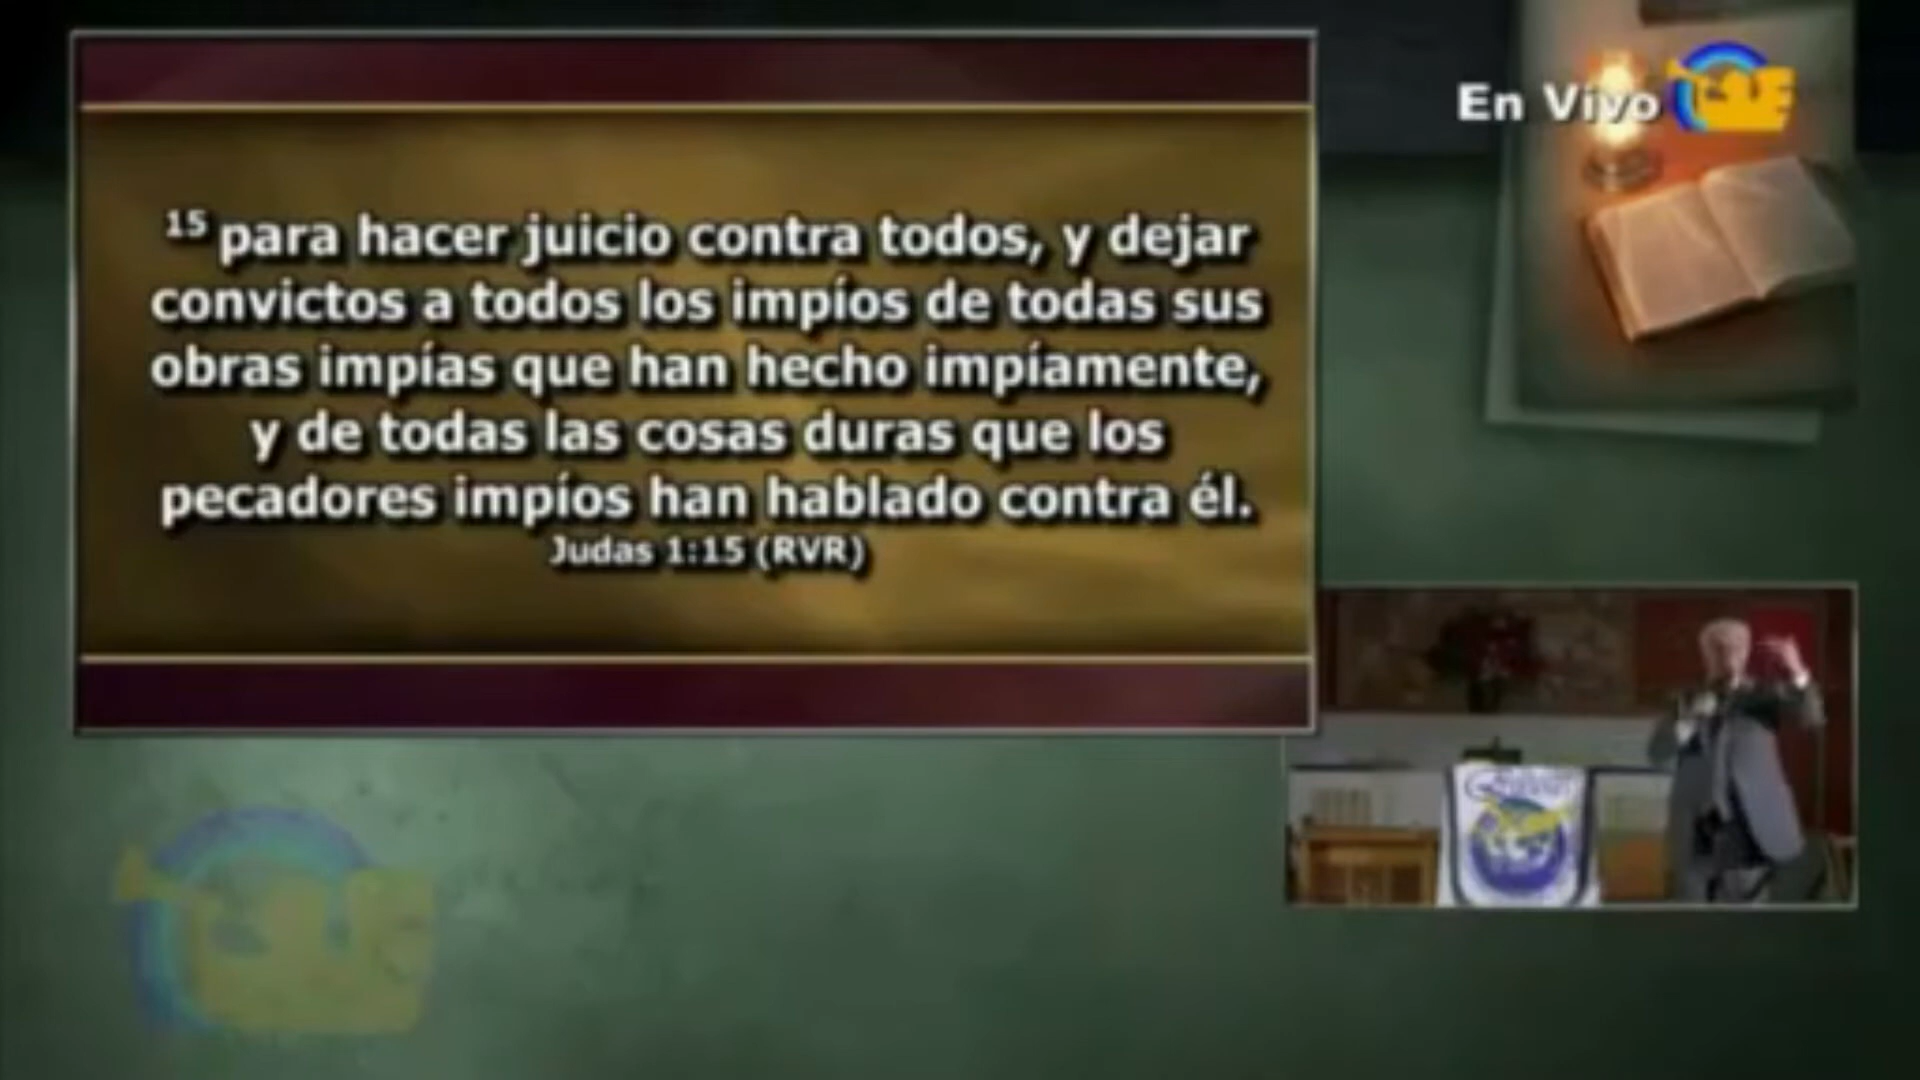 En Vivo
15 para hacer juicio contra todos, y dejar
convictos a todos los impíos de todas sus
obras impías que han hecho impíamente,
y de todas las cosas duras que los
pecadores impíos han hablado contra él.
Judas 1:15 (RVR)